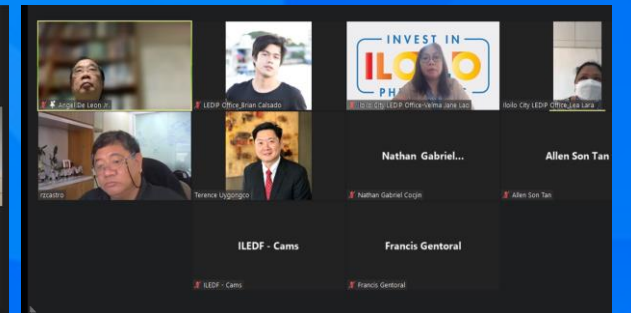 INVEST IN
ILOILO
Angel De Leon Jr.
LEDIP Office_Brian Calsado
Iloilo City LEDIP Office-Velma Jane Lao
Iloilo City LEDIP Office_Lea Lara
Nathan Gabriel...
Allen Son Tan
rzcastro
Terence Uygongco
Nathan Gabriel Cocjin
Allen Son Tan
ILEDF - Cams
Francis Gentoral
ILEDF - Cams
Francis Gentoral